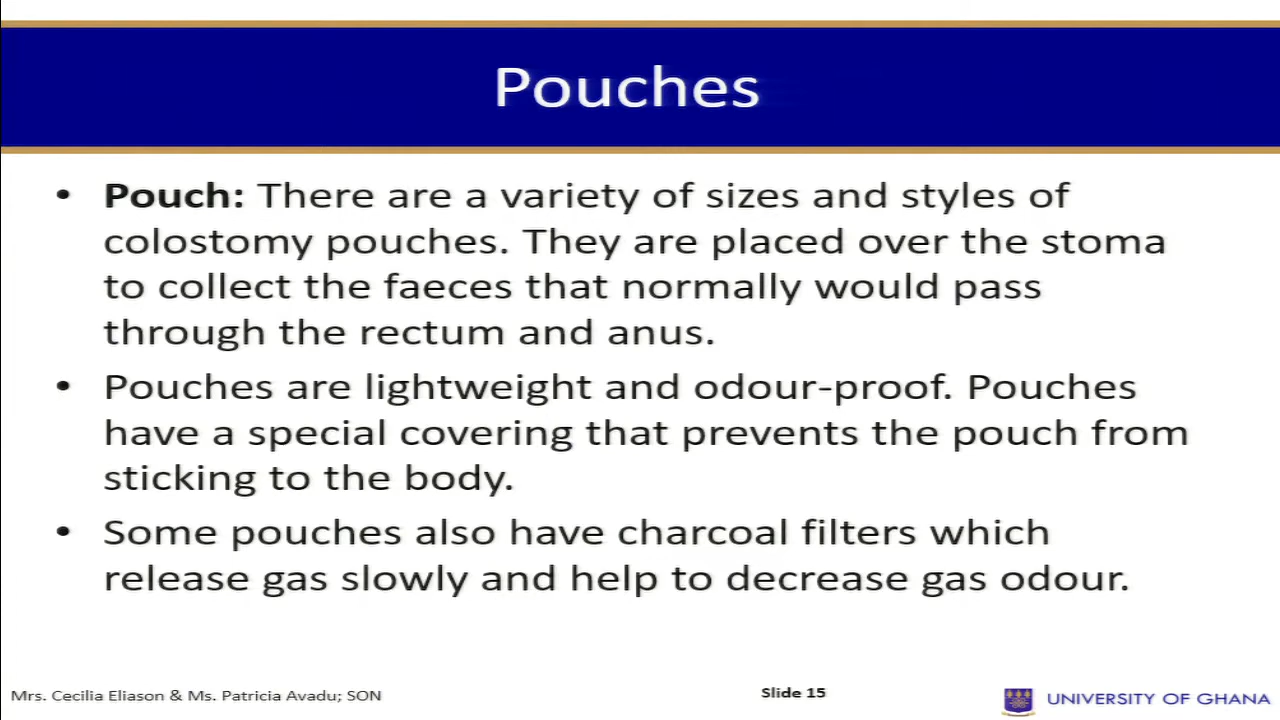 Pouches
• Pouch: There are a variety of sizes and styles of
colostomy pouches. They are placed over the stoma
to collect the faeces that normally would pass
through the rectum and anus.
• Pouches are lightweight and odour-proof. Pouches
have a special covering that prevents the pouch from
sticking to the body.
• Some pouches also have charcoal filters which
release gas slowly and help to decrease gas odour.
Mrs. Cecilia Eliason & Ms. Patricia Avadu; SON
Slide 15
UNIVERSITY OF GHANA